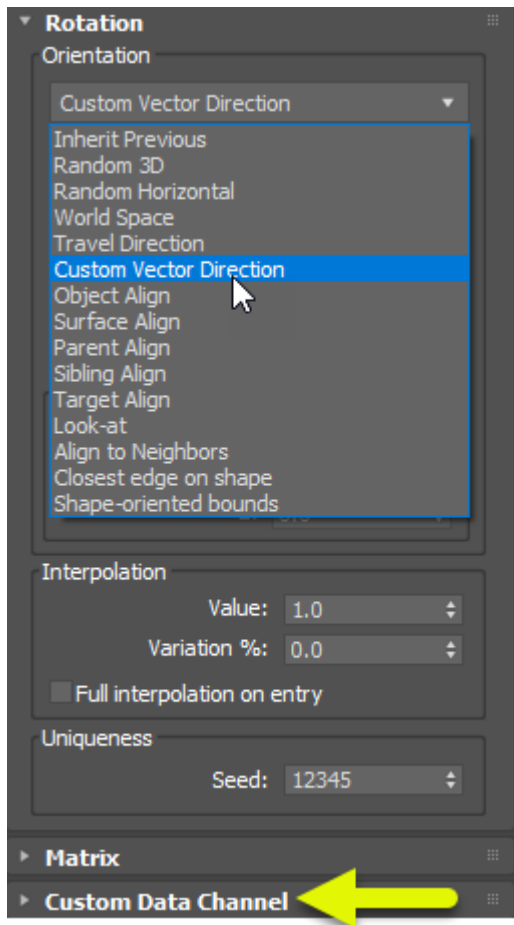 Rotation
Orientation
Custom Vector Direction
Inherit Previous
Random 3D
Random Horizontal
World Space
Travel Direction
Custom Vector Direction
Object Align
Surface Align
Parent Align
Sibling Align
Target Align
Look-at
Align to Neighbors
Closest edge on shape
Shape-oriented bounds
Interpolation
Value: 1.0
Variation %: 0.0
Full interpolation on entry
Uniqueness
Seed: 12345
Matrix
Custom Data Channel